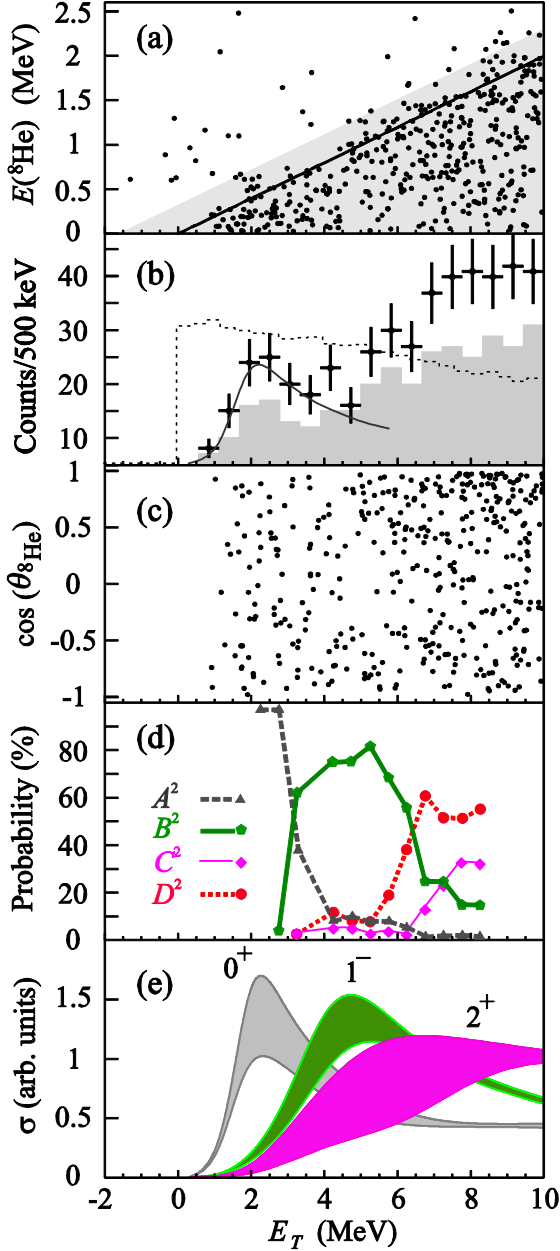 (a)
E(⁸He) (MeV)
2.5
2
1.5
1
0.5
0
(b)
Counts/500 keV
40
30
20
10
(c)
cos (θ₈He)
1
0.5
0
-0.5
-1
(d)
Probability (%)
80
60
40
20
0
A²
B²
C²
D²
(e)
0⁺ 1⁻ 2⁺
σ (arb. units)
1.5
1
0.5
0
-2 0 2 4 6 8 10
E_T (MeV)